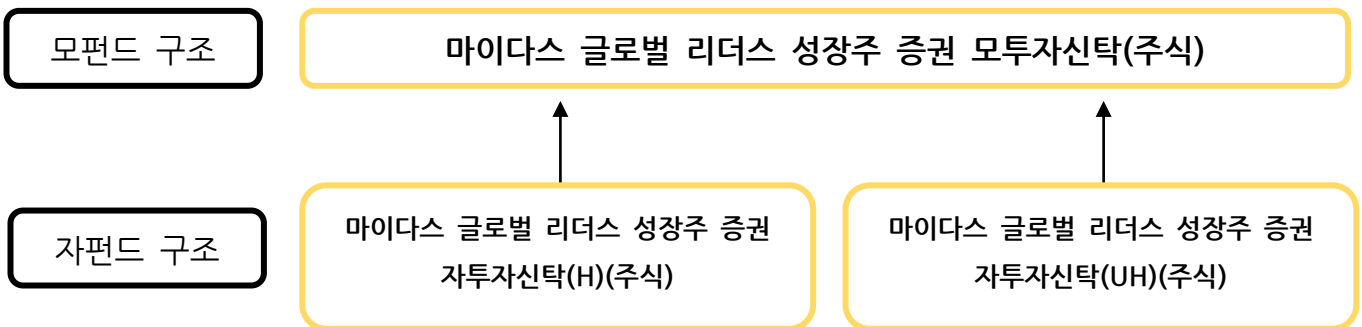 모펀드 구조
마이다스 글로벌 리더스 성장주 증권 모투자신탁(주식)
자펀드 구조
마이다스 글로벌 리더스 성장주 증권
자투자신탁(H)(주식)
마이다스 글로벌 리더스 성장주 증권
자투자신탁(UH)(주식)